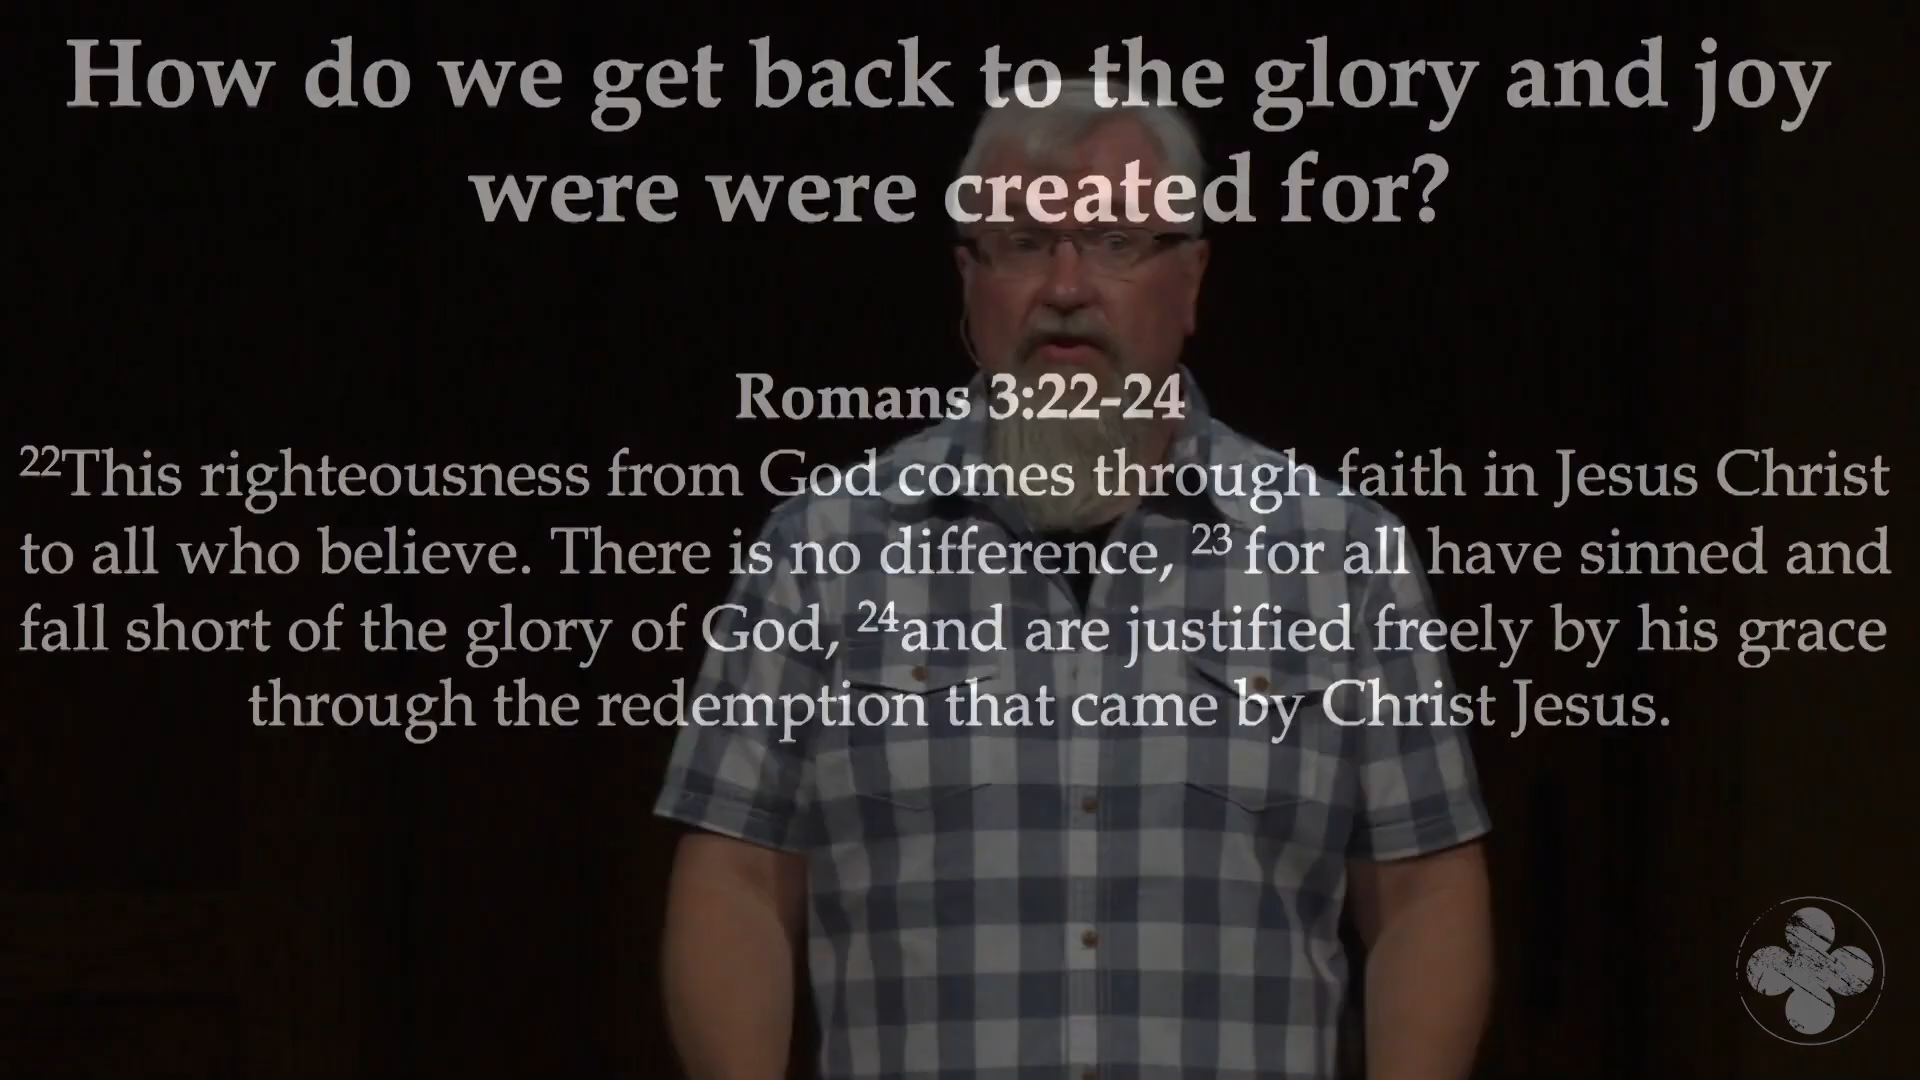 How do we get back to the glory and joy
were were created for?
Romans 3:22-24
²²This righteousness from God comes through faith in Jesus Christ
to all who believe. There is no difference, ²³ for all have sinned and
fall short of the glory of God, ²⁴and are justified freely by his grace
through the redemption that came by Christ Jesus.